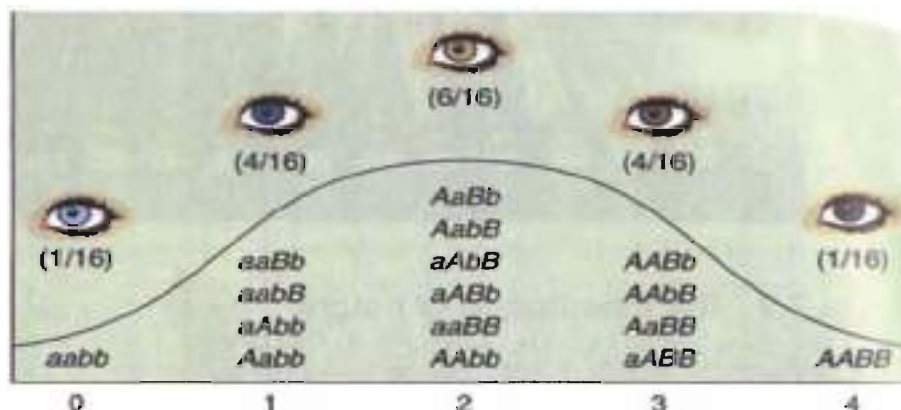 (6/16)
(4/16) (4/16)
(1/16) (1/16)
AaBb
AabB
aaBb aAbB AABb
aabB aABb AAbB
aAbb aaBB AaBB
aabb Aabb AAbb aABB AABB
0 1 2 3 4